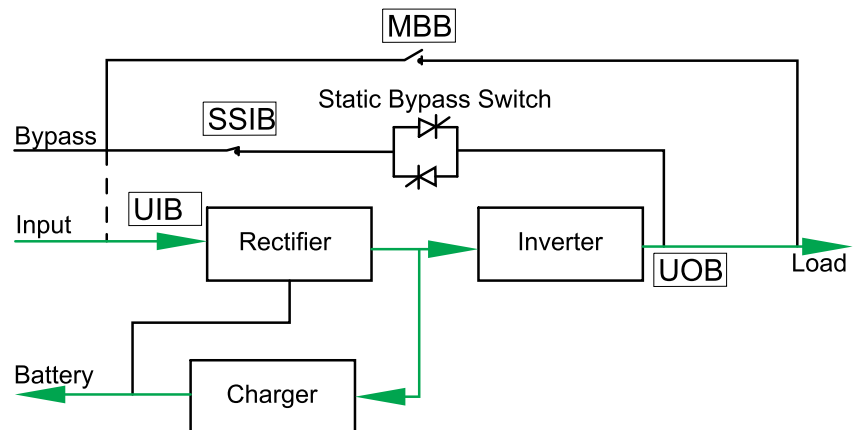 MBB
Static Bypass Switch
SSIB
Bypass
UIB
Input
Rectifier
Inverter
UOB
Load
Battery
Charger